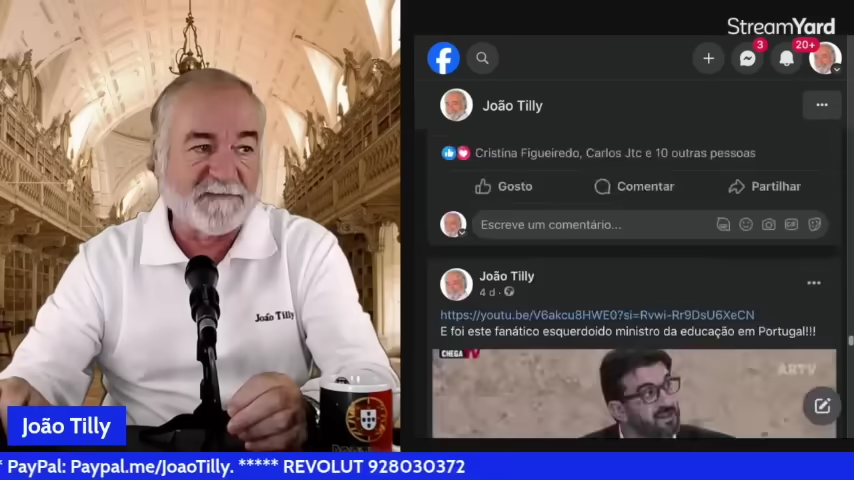 StreamYard
3
20+
João Tilly
Cristina Figueiredo, Carlos Jtc e 10 outras pessoas
Gosto
Comentar
Partilhar
Escreve um comentário...
GIF
João Tilly
4 d ·
https://youtu.be/V6akcu8HWE0?si=Rvwi-Rr9DsU6XeCN
E foi este fanático esquerdoido ministro da educação em Portugal!!!
CHEGA TV
ARTV
João Tilly
João Tilly
* PayPal: Paypal.me/JoaoTilly. ***** REVOLUT 928030372